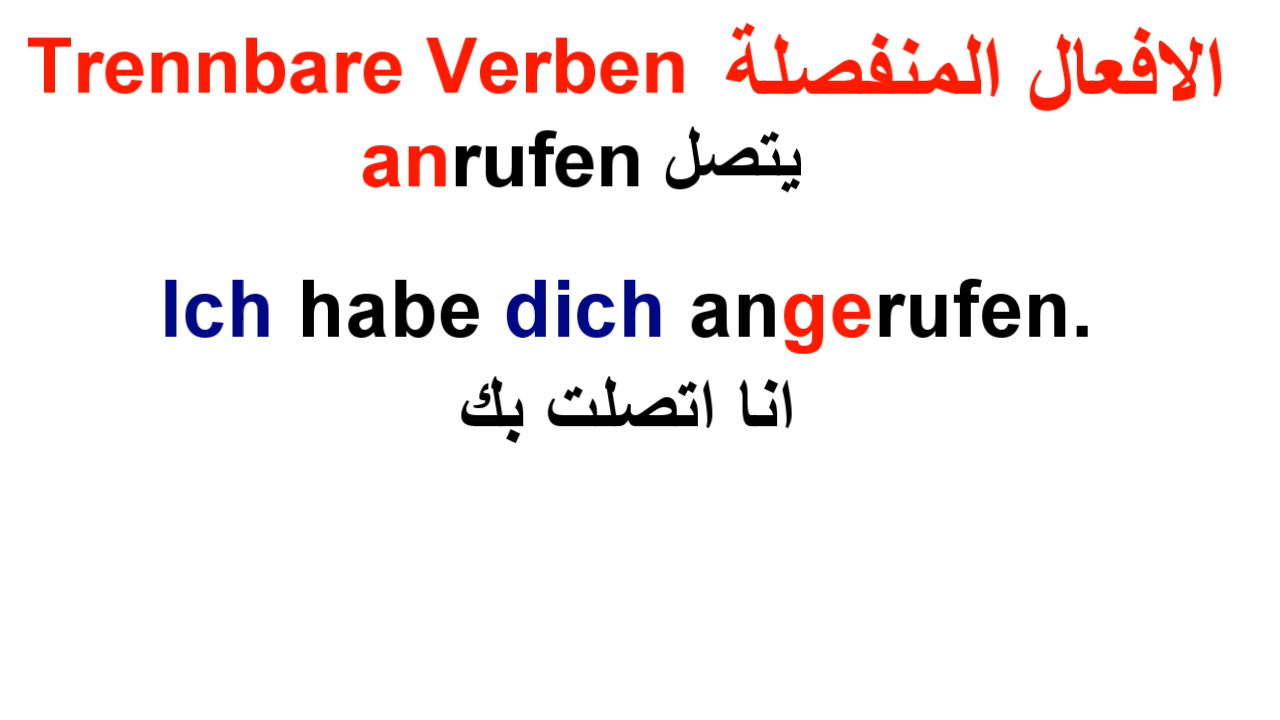 Trennbare Verben الافعال المنفصلة
anrufen يتصل
Ich habe dich angerufen.
انا اتصلت بك